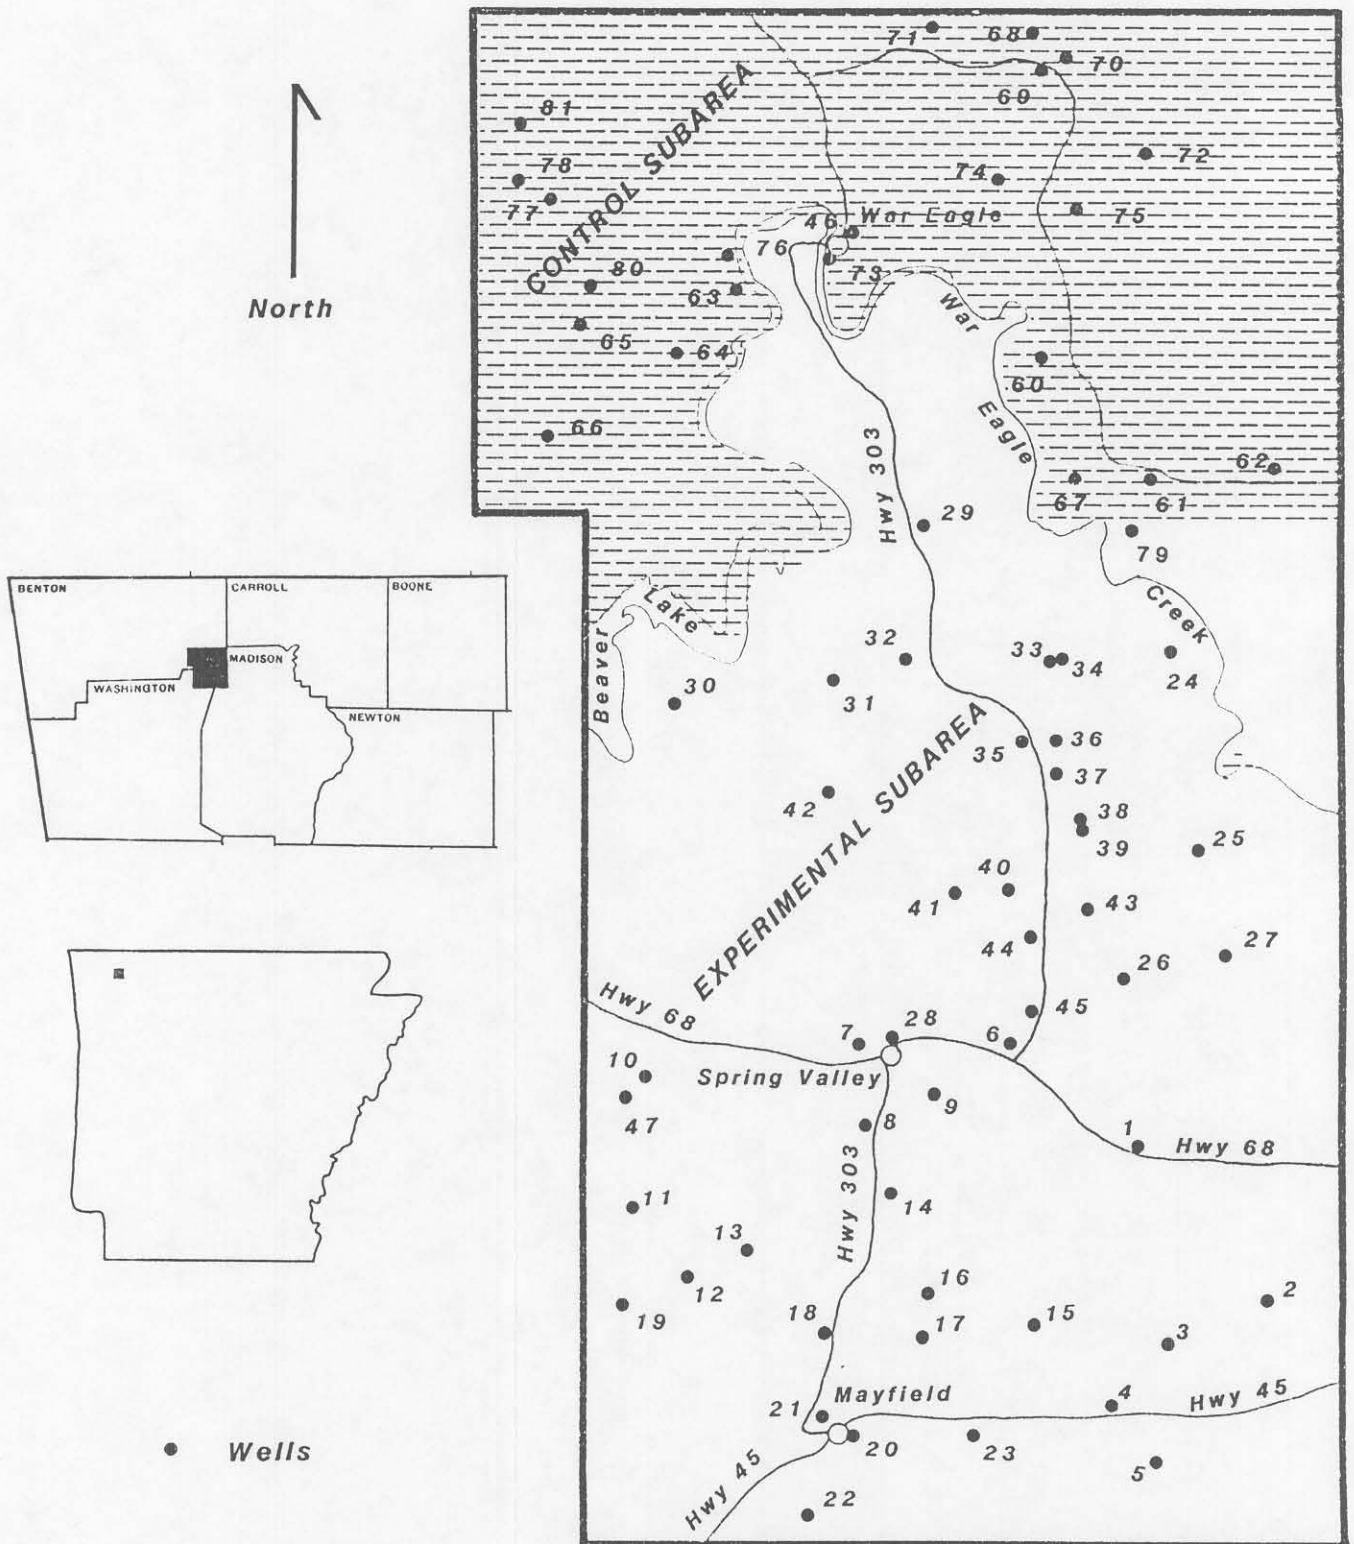 71
68
70
69
81
CONTROL SUBAREA
72
78
74
77
46
War Eagle
75
76
73
80
63
War
65
64
60
66
Eagle
Hwy 303
62
67
61
29
79
North
BENTON
CARROLL
BOONE
MADISON
WASHINGTON
NEWTON
Lake
Beaver
Creek
32
33
34
24
30
31
35
36
37
EXPERIMENTAL SUBAREA
42
38
39
25
40
41
43
44
27
26
Hwy 68
45
7
28
6
10
Spring Valley
9
47
8
1
Hwy 68
Hwy 303
11
14
13
16
2
12
19
18
17
15
3
Mayfield
4
Hwy 45
21
20
23
5
Hwy 45
22
Wells